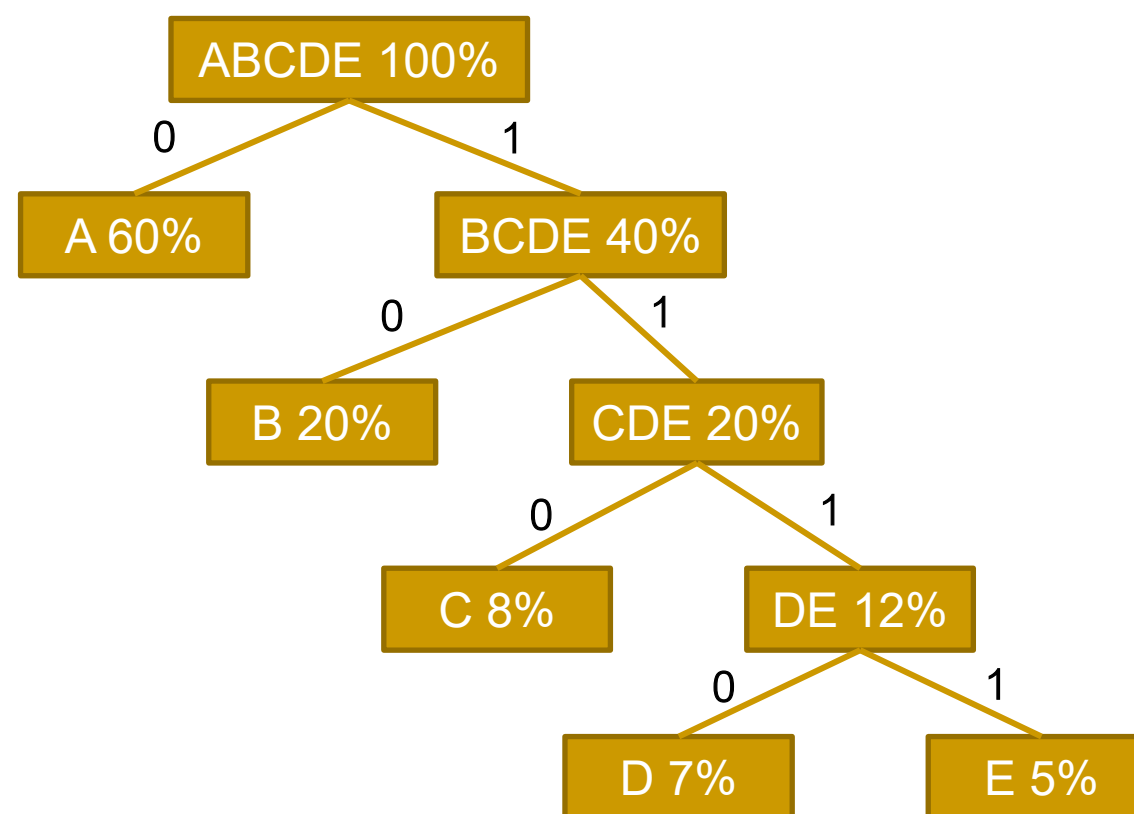 ABCDE 100%
0 1
A 60% BCDE 40%
0 1
B 20% CDE 20%
0 1
C 8% DE 12%
0 1
D 7% E 5%